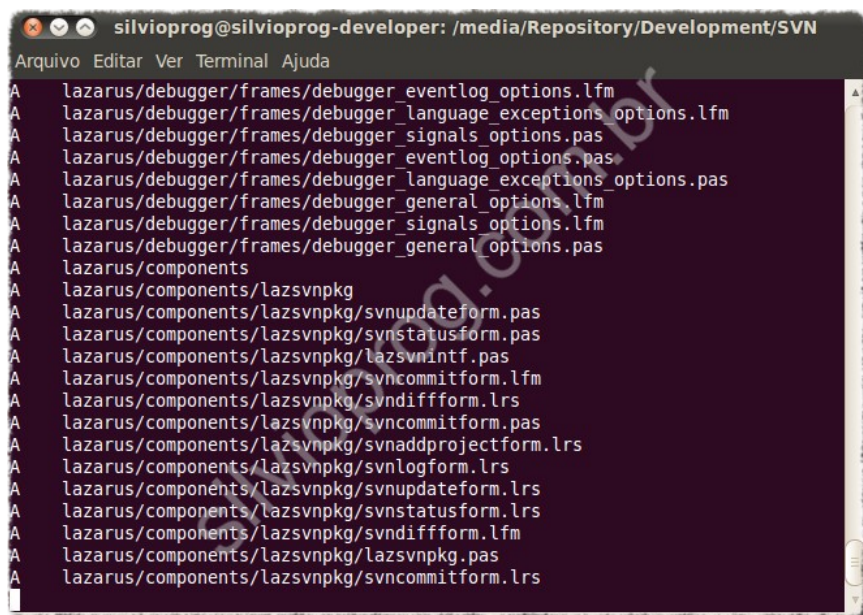 silvioprog@silvioprog-developer: /media/Repository/Development/SVN
Arquivo Editar Ver Terminal Ajuda
A lazarus/debugger/frames/debugger_eventlog_options.lfm
A lazarus/debugger/frames/debugger_language_exceptions_options.lfm
A lazarus/debugger/frames/debugger_signals_options.pas
A lazarus/debugger/frames/debugger_eventlog_options.pas
A lazarus/debugger/frames/debugger_language_exceptions_options.pas
A lazarus/debugger/frames/debugger_general_options.lfm
A lazarus/debugger/frames/debugger_signals_options.lfm
A lazarus/debugger/frames/debugger_general_options.pas
A lazarus/components
A lazarus/components/lazsvnpkg
A lazarus/components/lazsvnpkg/svnupdateform.pas
A lazarus/components/lazsvnpkg/svnstatusform.pas
A lazarus/components/lazsvnpkg/lazsvnintf.pas
A lazarus/components/lazsvnpkg/svncommitform.lfm
A lazarus/components/lazsvnpkg/svndiffform.lrs
A lazarus/components/lazsvnpkg/svncommitform.pas
A lazarus/components/lazsvnpkg/svnaddprojectform.lrs
A lazarus/components/lazsvnpkg/svnlogform.lrs
A lazarus/components/lazsvnpkg/svnupdateform.lrs
A lazarus/components/lazsvnpkg/svnstatusform.lrs
A lazarus/components/lazsvnpkg/svndiffform.lfm
A lazarus/components/lazsvnpkg/lazsvnpkg.pas
A lazarus/components/lazsvnpkg/svncommitform.lrs
silvioprog.com.br